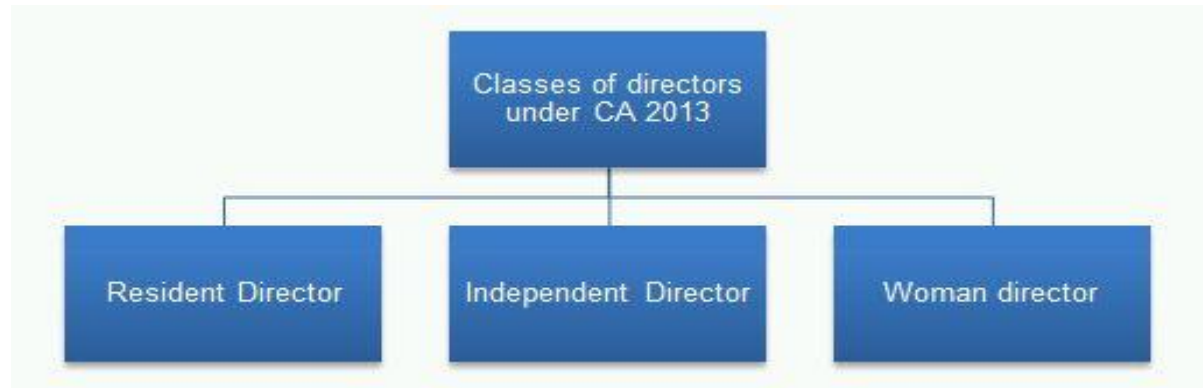 Classes of directors
under CA 2013
Resident Director
Independent Director
Woman director